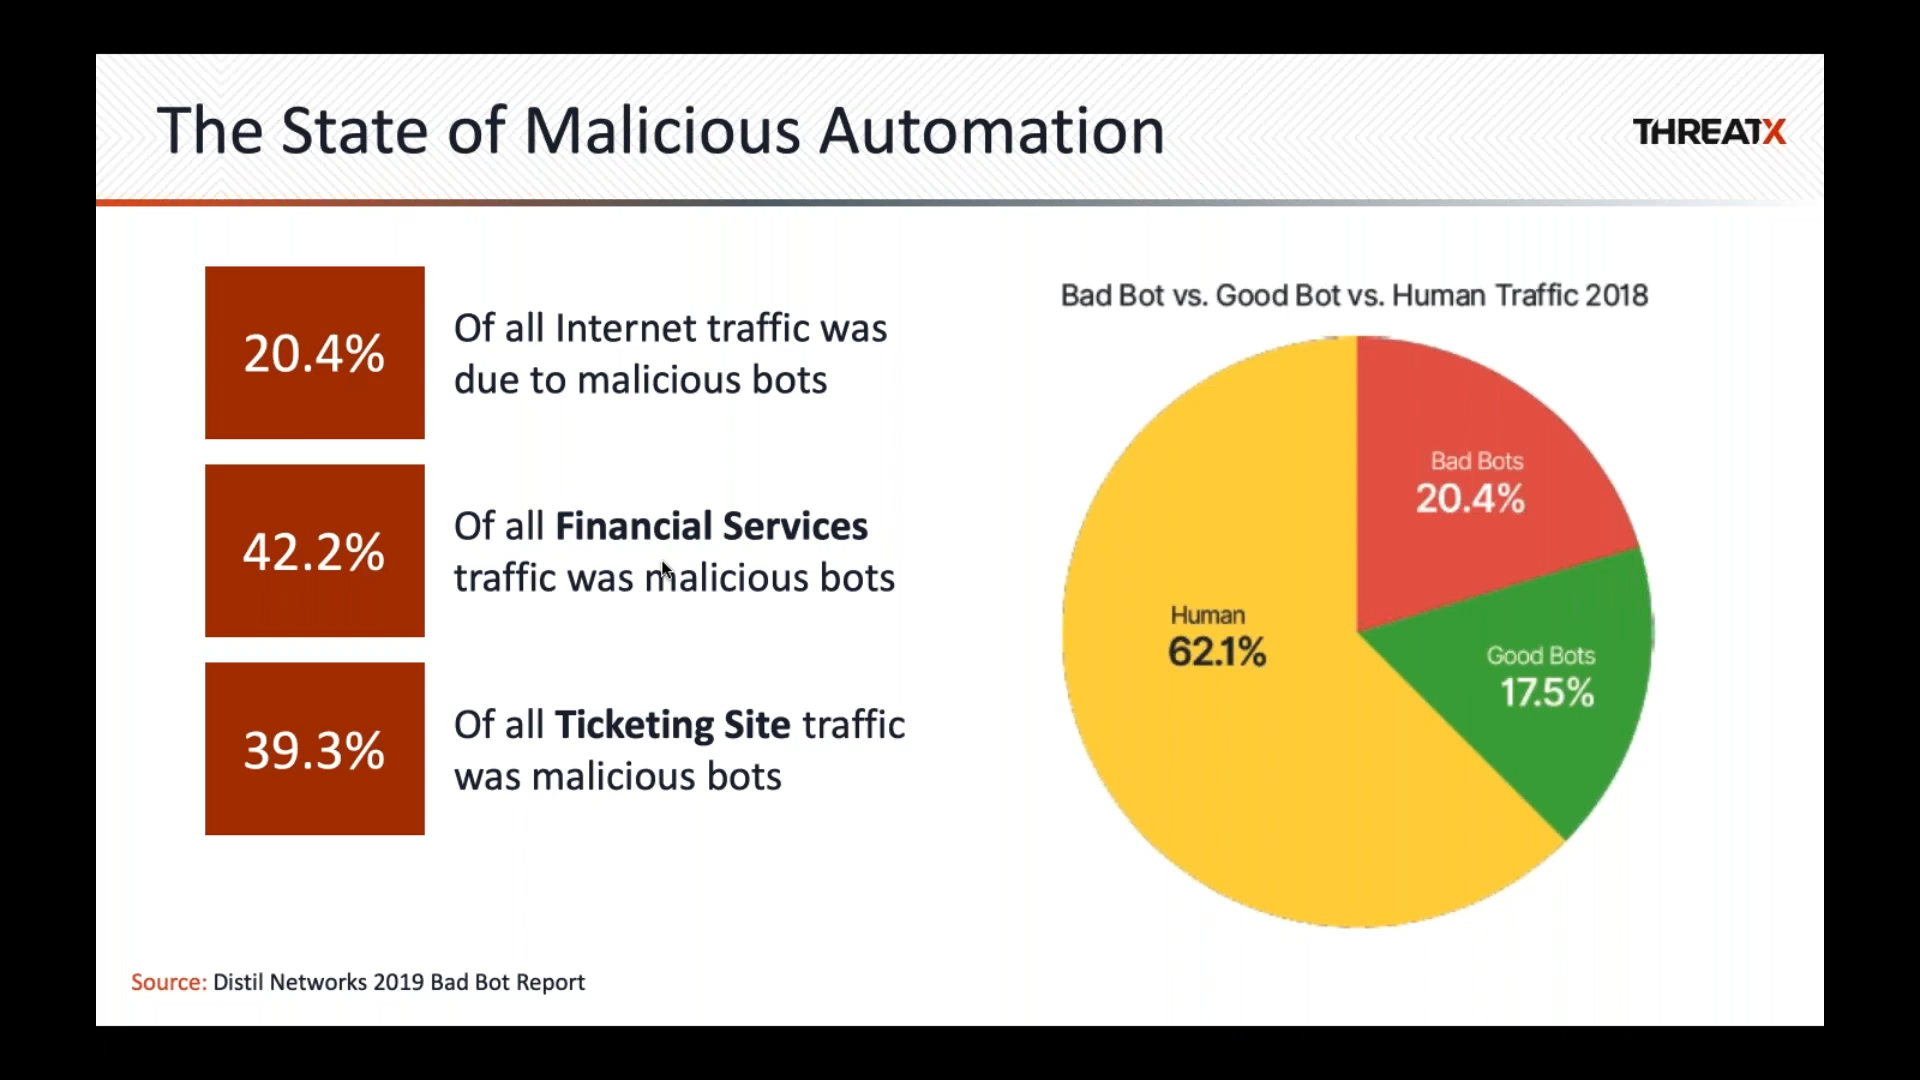 The State of Malicious Automation
THREATX
20.4%
Of all Internet traffic was
due to malicious bots
42.2%
Of all Financial Services
traffic was malicious bots
39.3%
Of all Ticketing Site traffic
was malicious bots
Bad Bot vs. Good Bot vs. Human Traffic 2018
Bad Bots
20.4%
Human
62.1%
Good Bots
17.5%
Source: Distil Networks 2019 Bad Bot Report